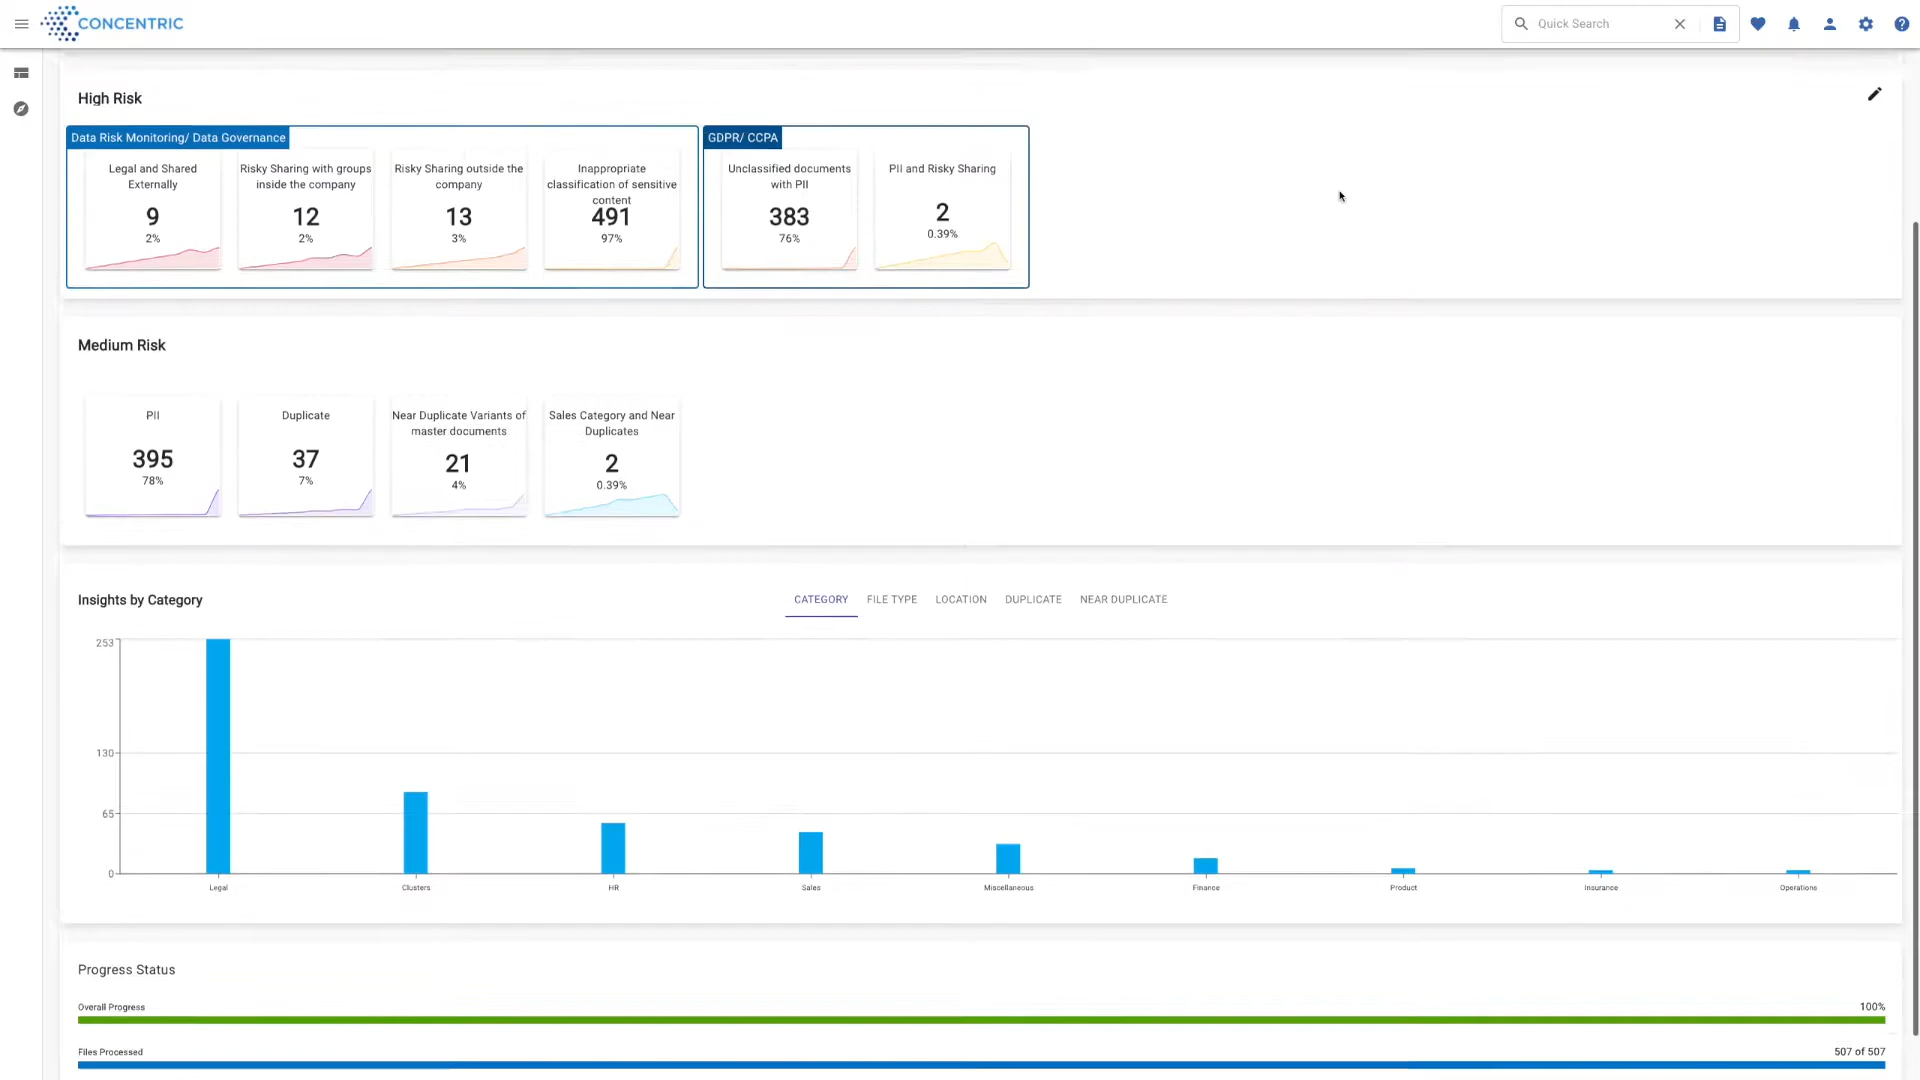 CONCENTRIC
Quick Search
High Risk
Data Risk Monitoring/ Data Governance
Legal and Shared
Externally
9
2%
Risky Sharing with groups
inside the company
12
2%
Risky Sharing outside the
company
13
3%
Inappropriate
classification of sensitive
content
491
97%
GDPR/ CCPA
Unclassified documents
with PII
383
76%
PII and Risky Sharing
2
0.39%
Medium Risk
PII
395
78%
Duplicate
37
7%
Near Duplicate Variants of
master documents
21
4%
Sales Category and Near
Duplicates
2
0.39%
Insights by Category
CATEGORY FILE TYPE LOCATION DUPLICATE NEAR DUPLICATE
253
130
65
0
Legal Clusters HR Sales Miscellaneous Finance Product Insurance Operations
Progress Status
Overall Progress 100%
Files Processed 507 of 507